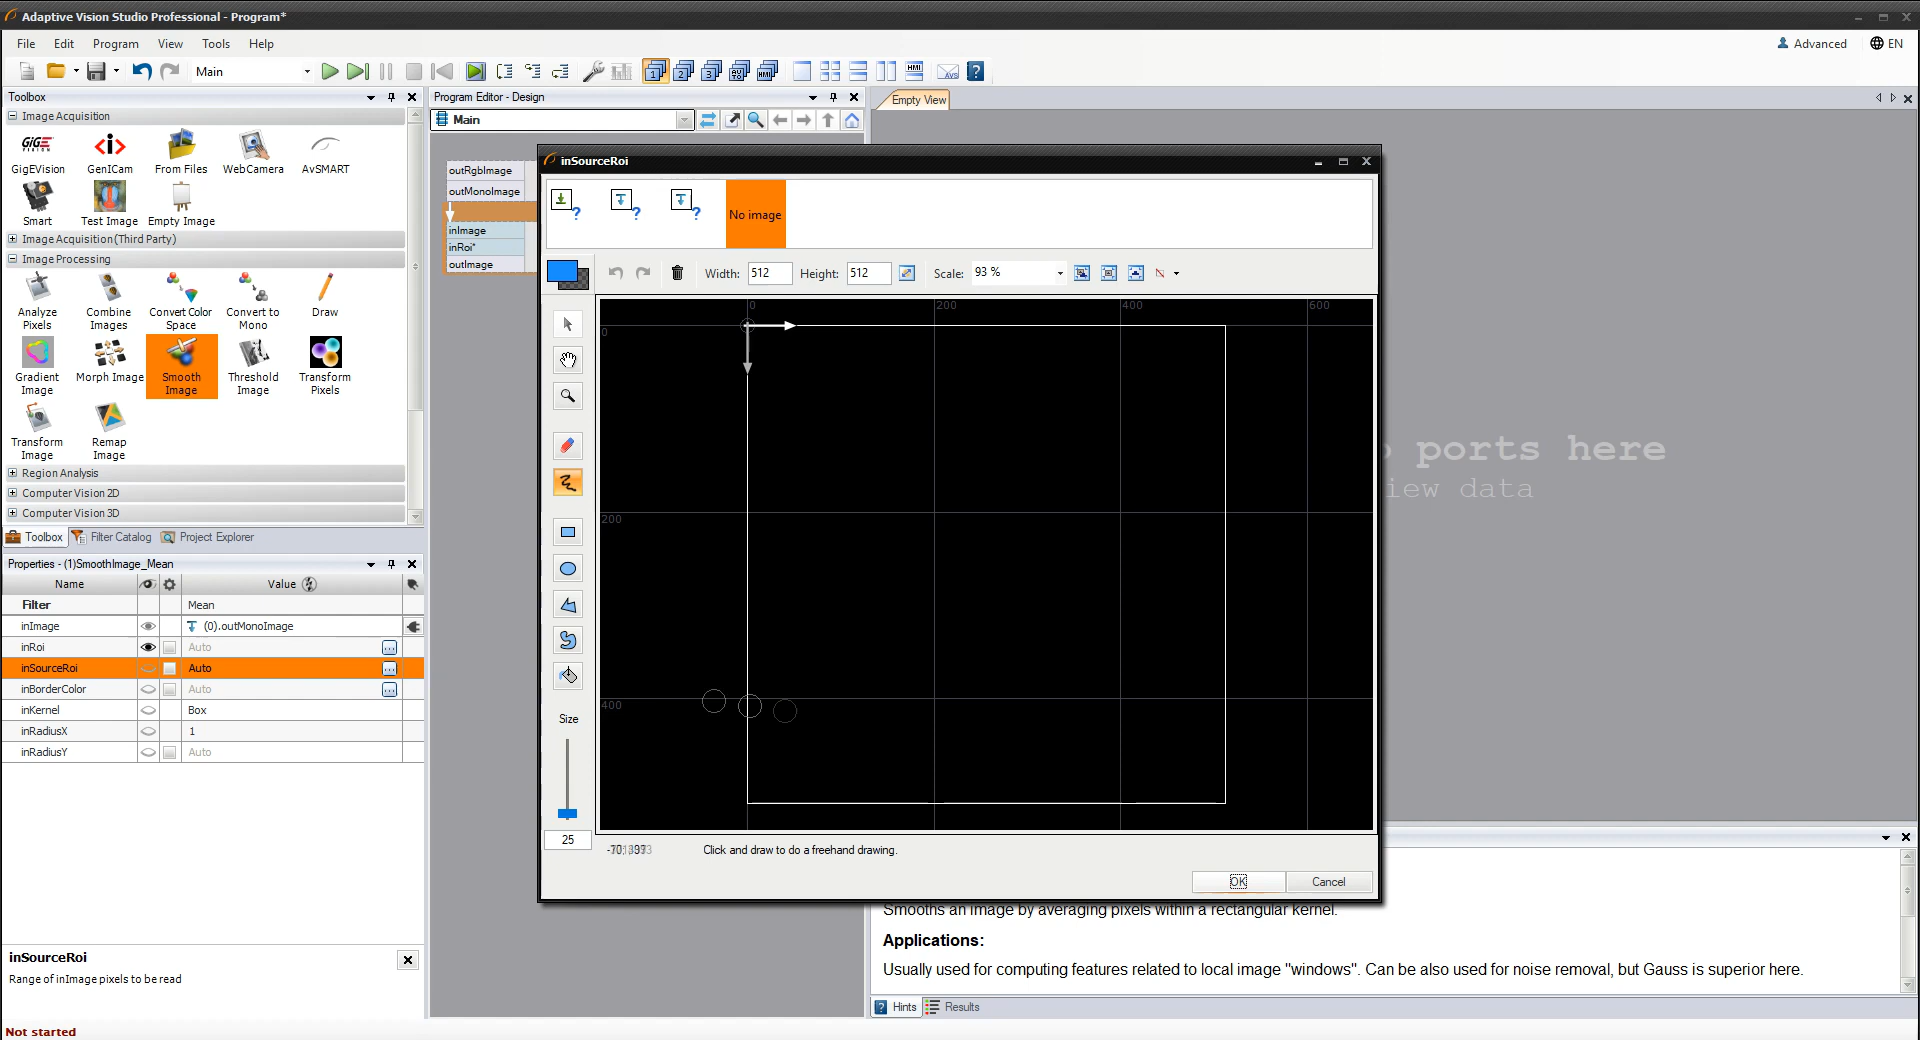 Adaptive Vision Studio Professional - Program*
File Edit Program View Tools Help
Advanced EN
Main
1 2 3 HMI HMI AVS ?
Toolbox
Program Editor - Design
Empty View
Image Acquisition
Main
GigEVision GenICam From Files WebCamera AvSMART
Smart Test Image Empty Image
Image Acquisition (Third Party)
Image Processing
Analyze Pixels
Combine Images
Convert Color Space
Convert to Mono
Draw
Gradient Image
Morph Image
Smooth Image
Threshold Image
Transform Pixels
Transform Image
Remap Image
Region Analysis
Computer Vision 2D
Computer Vision 3D
Toolbox Filter Catalog Project Explorer
outRgbImage
outMonoImage
inImage
inRoi*
outImage
inSourceRoi
? ? ? No image
Width: 512 Height: 512 Scale: 93 %
0 200 400 600
0
200
400
Size
25
Click and draw to do a freehand drawing.
OK Cancel
ports here
iew data
Properties - (1)SmoothImage_Mean
Name Value
Filter Mean
inImage (0).outMonoImage
inRoi Auto ...
inSourceRoi Auto ...
inBorderColor Auto ...
inKernel Box
inRadiusX 1
inRadiusY Auto
inSourceRoi
Range of inImage pixels to be read
Smooths an image by averaging pixels within a rectangular kernel.
Applications:
Usually used for computing features related to local image "windows". Can be also used for noise removal, but Gauss is superior here.
Hints Results
Not started